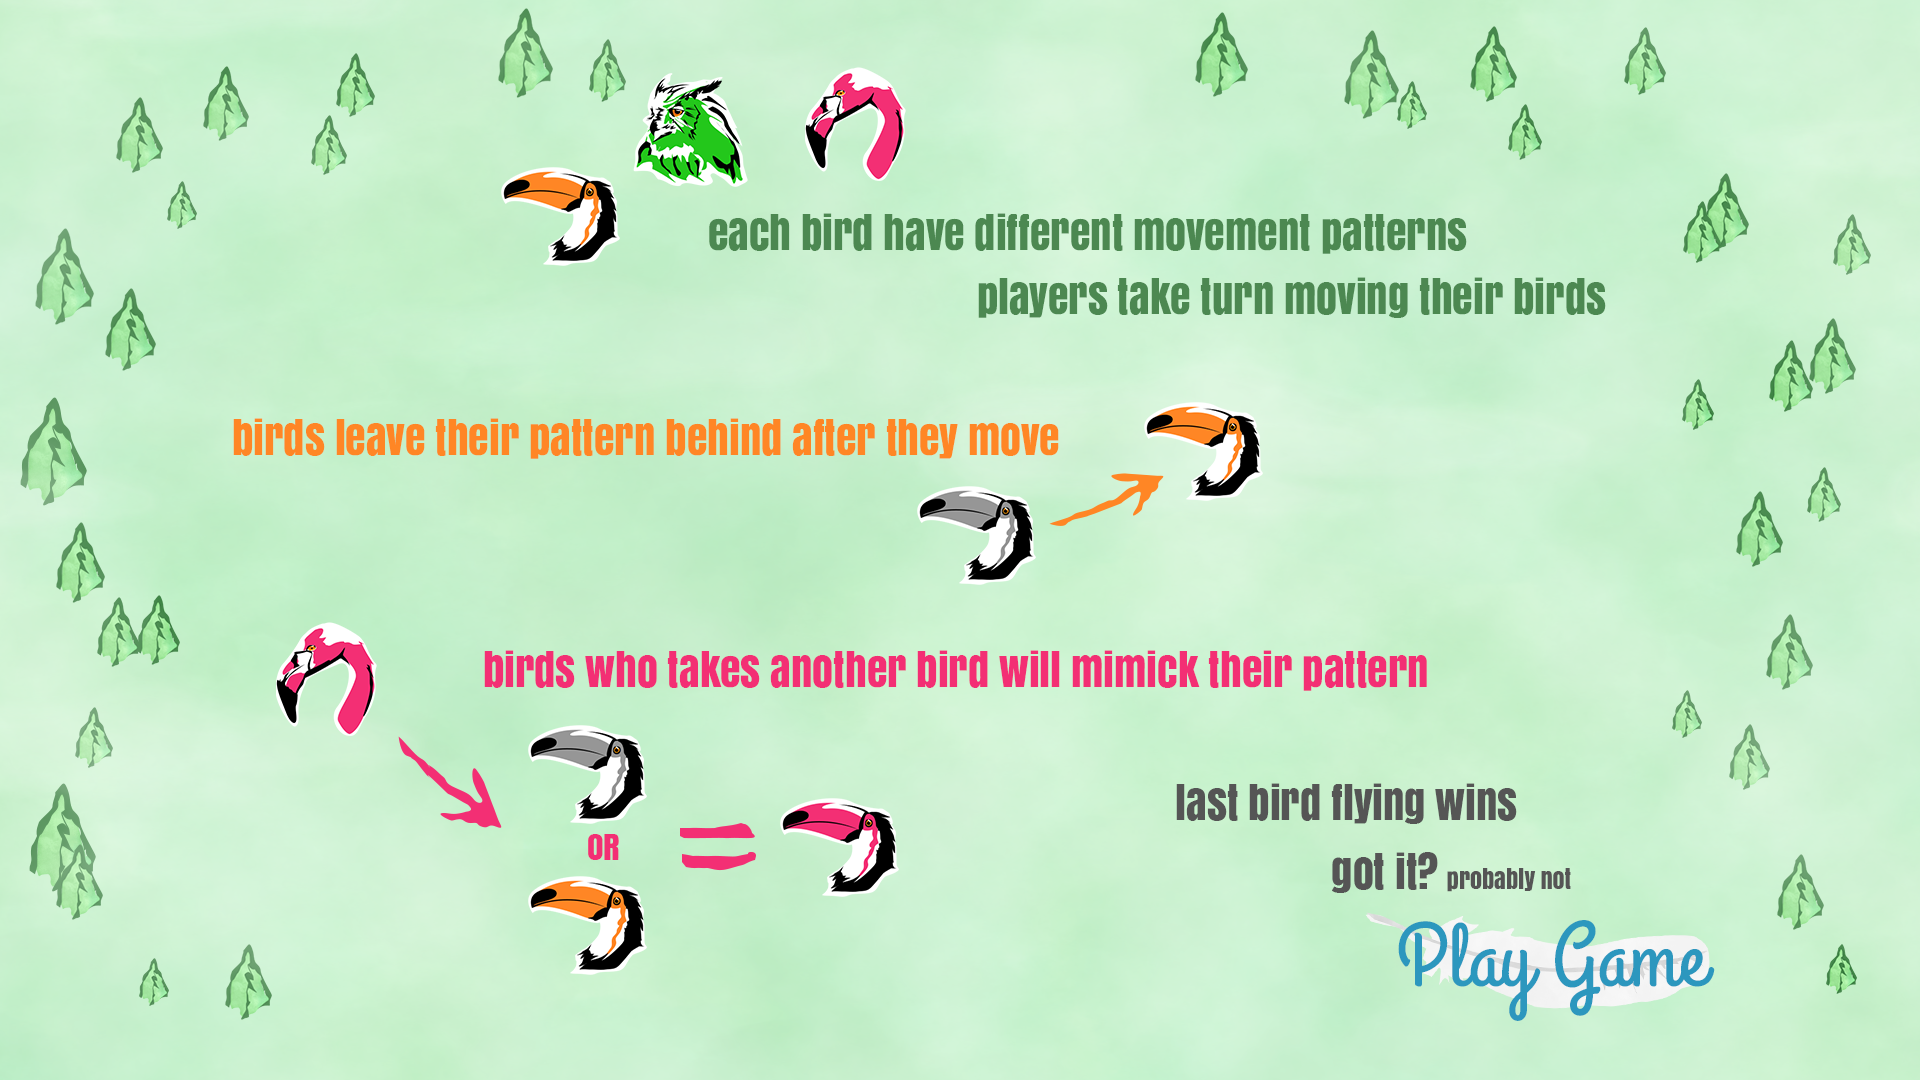 each bird have different movement patterns
players take turn moving their birds
birds leave their pattern behind after they move
birds who takes another bird will mimick their pattern
OR
last bird flying wins
got it? probably not
Play Game